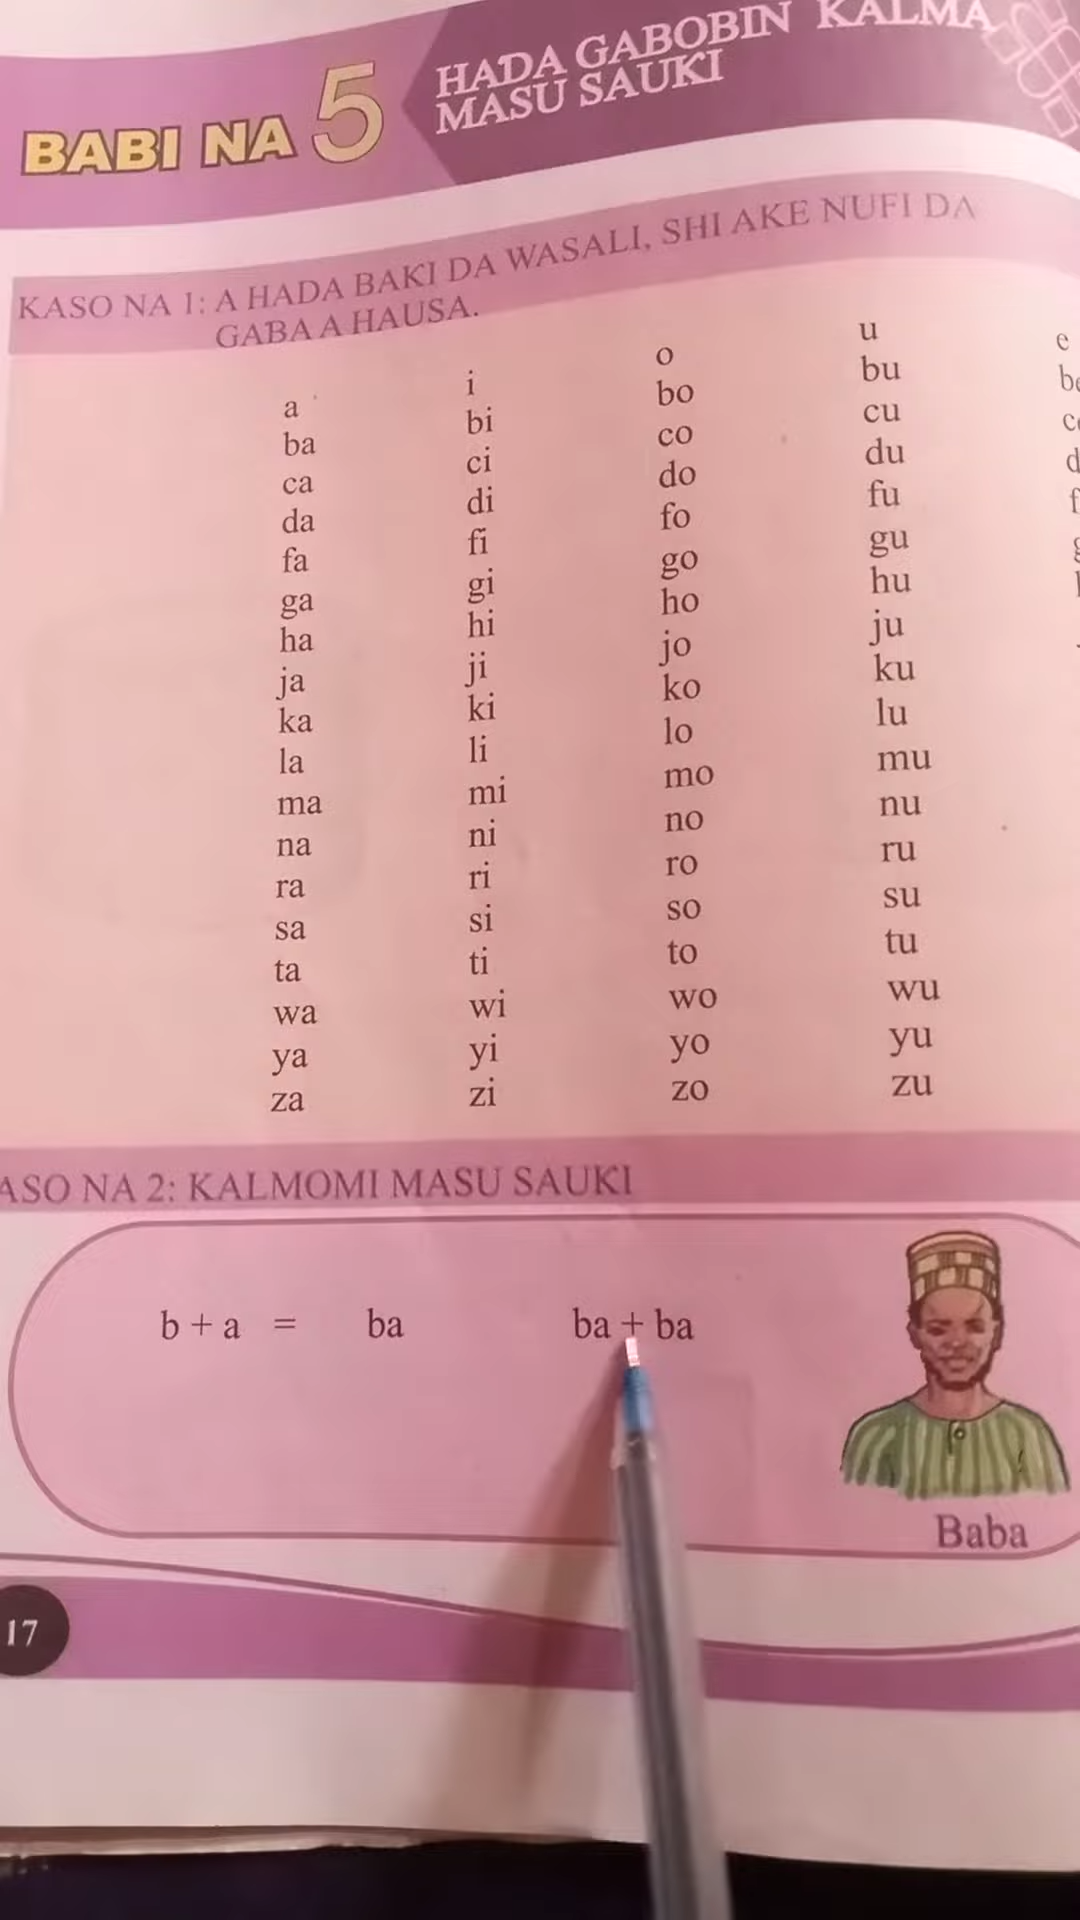 BABI NA 5
HADA GABOBIN KALMA
MASU SAUKI
KASO NA 1: A HADA BAKI DA WASALI, SHI AKE NUFI DA
GABA A HAUSA.
a i o u e
ba bi bo bu
ca ci co cu
da di do du
fa fi fo fu
ga gi go gu
ha hi ho hu
ja ji jo ju
ka ki ko ku
la li lo lu
ma mi mo mu
na ni no nu
ra ri ro ru
sa si so su
ta ti to tu
wa wi wo wu
ya yi yo yu
za zi zo zu
ASO NA 2: KALMOMI MASU SAUKI
b + a = ba ba + ba
Baba
17